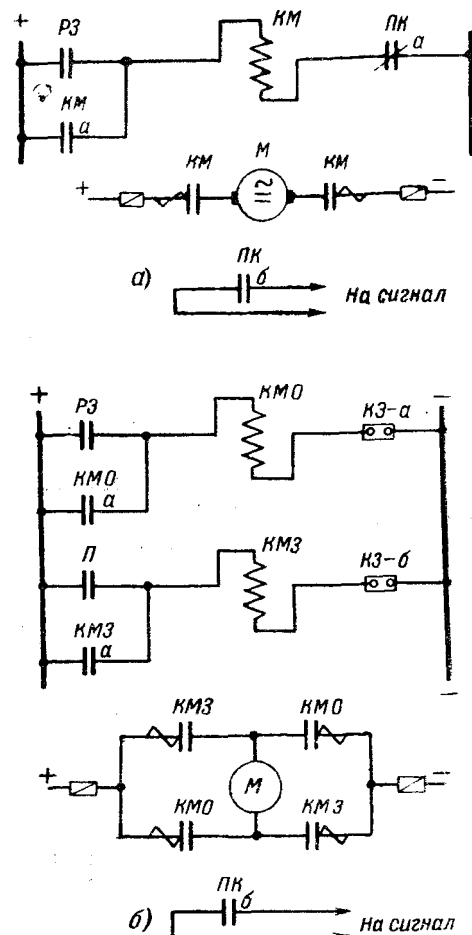 +
РЗ КМ ПК а
КМ а
КМ М КМ
+ −
а) ПК б На сигнал
+ −
РЗ КМО КЗ-а
КМО а
П КМЗ КЗ-б
КМЗ а
−
КМЗ КМО
+ М −
КМО КМЗ
б) ПК б На сигнал